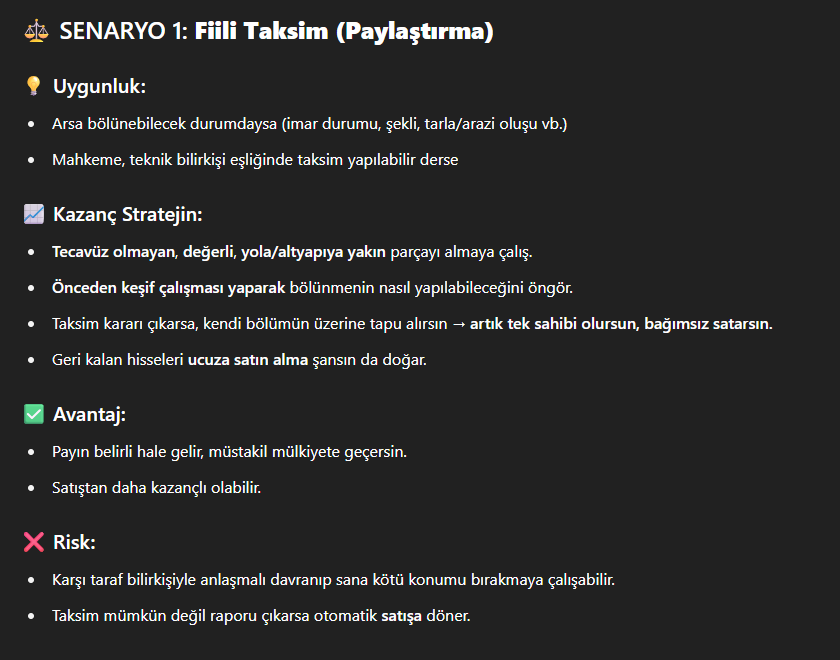 ⚖️ SENARYO 1: Fiili Taksim (Paylaştırma)
💡 Uygunluk:
• Arsa bölünebilecek durumdaysa (imar durumu, şekli, tarla/arazi oluşu vb.)
• Mahkeme, teknik bilirkişi eşliğinde taksim yapılabilir derse
📈 Kazanç Stratejin:
• Tecavüz olmayan, değerli, yola/altyapıya yakın parçayı almaya çalış.
• Önceden keşif çalışması yaparak bölünmenin nasıl yapılabileceğini öngör.
• Taksim kararı çıkarsa, kendi bölümün üzerine tapu alırsın → artık tek sahibi olursun, bağımsız satarsın.
• Geri kalan hisseleri ucuza satın alma şansın da doğar.
✅ Avantaj:
• Payın belirli hale gelir, müstakil mülkiyete geçersin.
• Satıştan daha kazançlı olabilir.
❌ Risk:
• Karşı taraf bilirkişiyle anlaşmalı davranıp sana kötü konumu bırakmaya çalışabilir.
• Taksim mümkün değil raporu çıkarsa otomatik satışa döner.